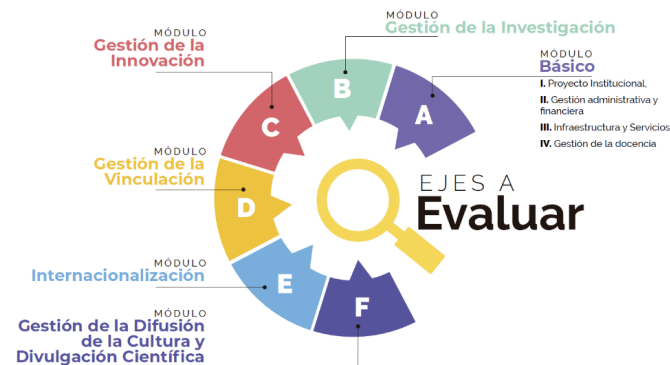 MÓDULO
Gestión de la Investigación
MÓDULO
Gestión de la
Innovación
MÓDULO
Básico
I. Proyecto Institucional,
II. Gestión administrativa y
financiera
III. Infraestructura y Servicios
IV. Gestión de la docencia
B
A
C
MÓDULO
Gestión de la
Vinculación
D
EJES A
Evaluar
MÓDULO
Internacionalización
E
F
MÓDULO
Gestión de la Difusión
de la Cultura y
Divulgación Científica